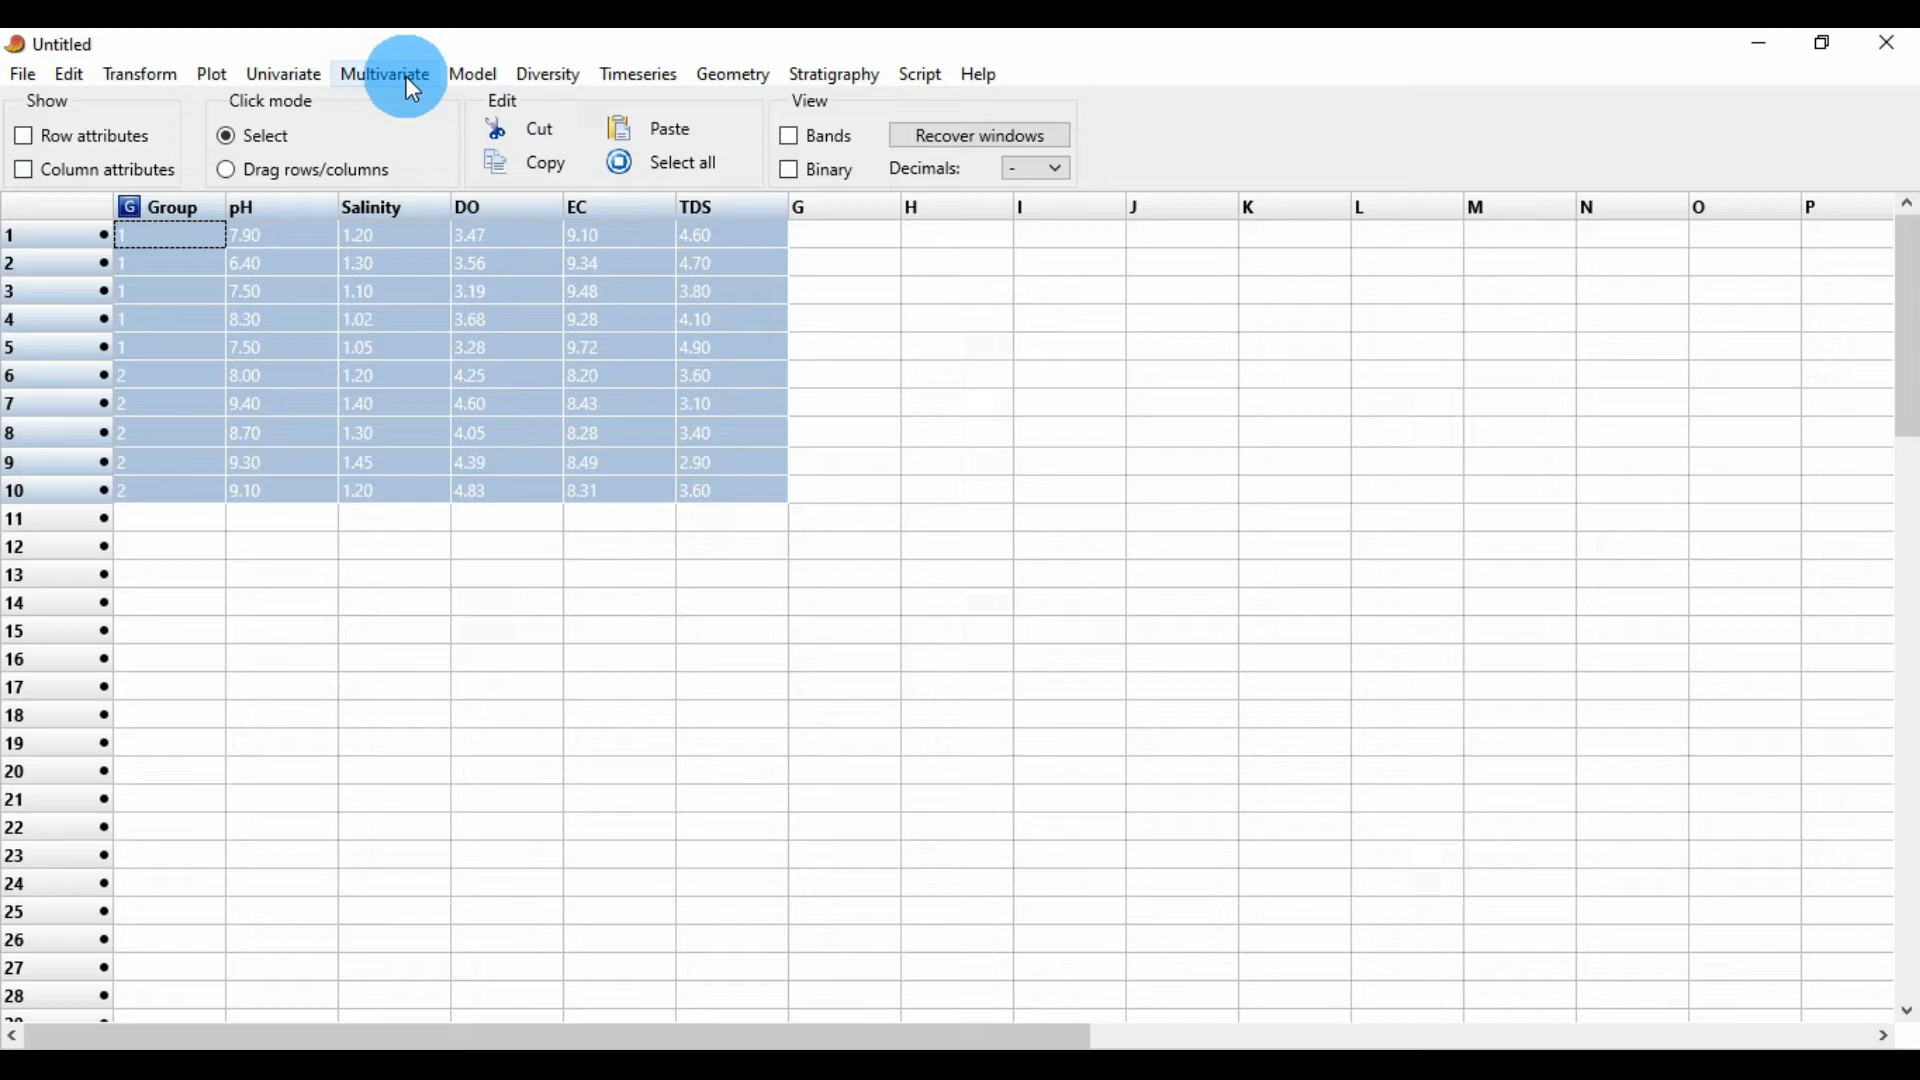 Untitled
File Edit Transform Plot Univariate Multivariate Model Diversity Timeseries Geometry Stratigraphy Script Help
Show Click mode Edit View
Row attributes Select Cut Paste Bands Recover windows
Column attributes Drag rows/columns Copy Select all Binary Decimals: -
G Group pH Salinity DO EC TDS G H I J K L M N O P
1 1 7.90 1.20 3.47 9.10 4.60
2 1 6.40 1.30 3.56 9.34 4.70
3 1 7.50 1.10 3.19 9.48 3.80
4 1 8.30 1.02 3.68 9.28 4.10
5 1 7.50 1.05 3.28 9.72 4.90
6 2 8.00 1.20 4.25 8.20 3.60
7 2 9.40 1.40 4.60 8.43 3.10
8 2 8.70 1.30 4.05 8.28 3.40
9 2 9.30 1.45 4.39 8.49 2.90
10 2 9.10 1.20 4.83 8.31 3.60
11
12
13
14
15
16
17
18
19
20
21
22
23
24
25
26
27
28